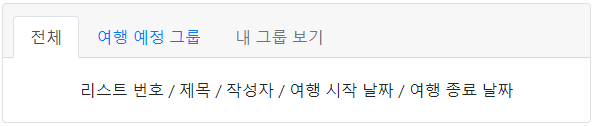 전체 여행 예정 그룹 내 그룹 보기
리스트 번호 / 제목 / 작성자 / 여행 시작 날짜 / 여행 종료 날짜